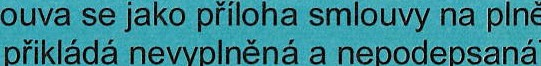 ouva se jako příloha smlouvy na plně
přikládá nevyplněná a nepodepsaná